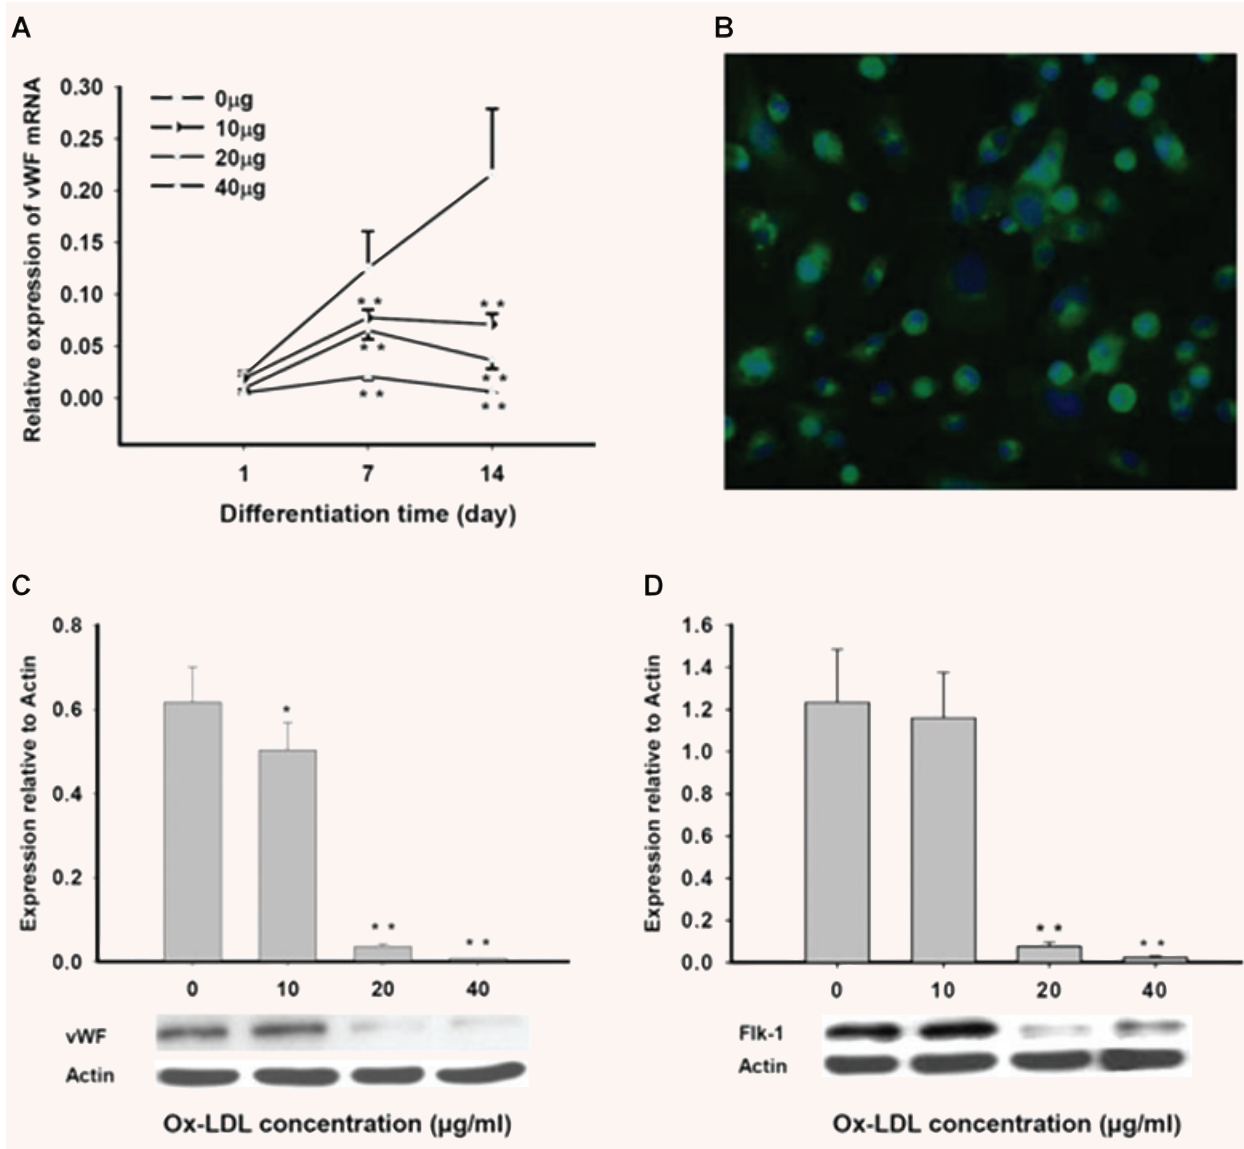 A
Relative expression of vWF mRNA
0.30
0.25
0.20
0.15
0.10
0.05
0.00
0μg
10μg
20μg
40μg
* *
* *
* *
* *
* *
* *
1 7 14
Differentiation time (day)
B
C
Expression relative to Actin
0.8
0.6
0.4
0.2
0.0
*
* *
* *
0 10 20 40
vWF
Actin
Ox-LDL concentration (μg/ml)
D
Expression relative to Actin
1.6
1.4
1.2
1.0
0.8
0.6
0.4
0.2
0.0
* *
* *
0 10 20 40
Flk-1
Actin
Ox-LDL concentration (μg/ml)